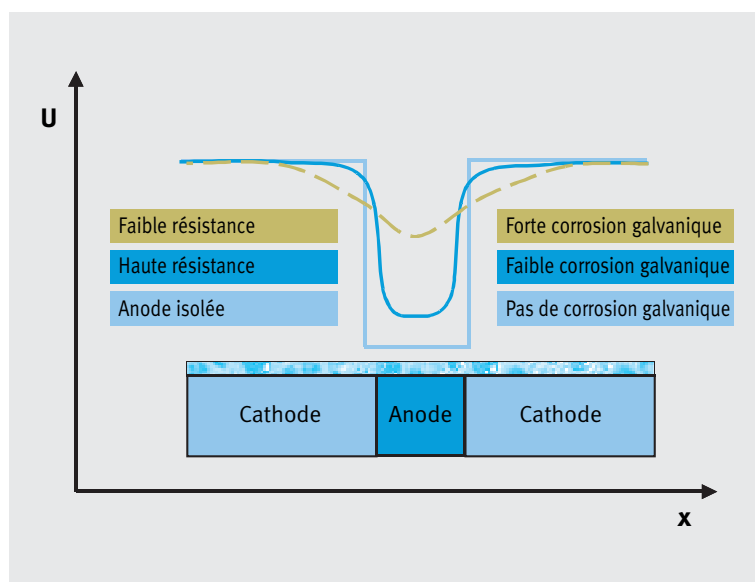 U
Faible résistance
Forte corrosion galvanique
Haute résistance
Faible corrosion galvanique
Anode isolée
Pas de corrosion galvanique
Cathode
Anode
Cathode
x